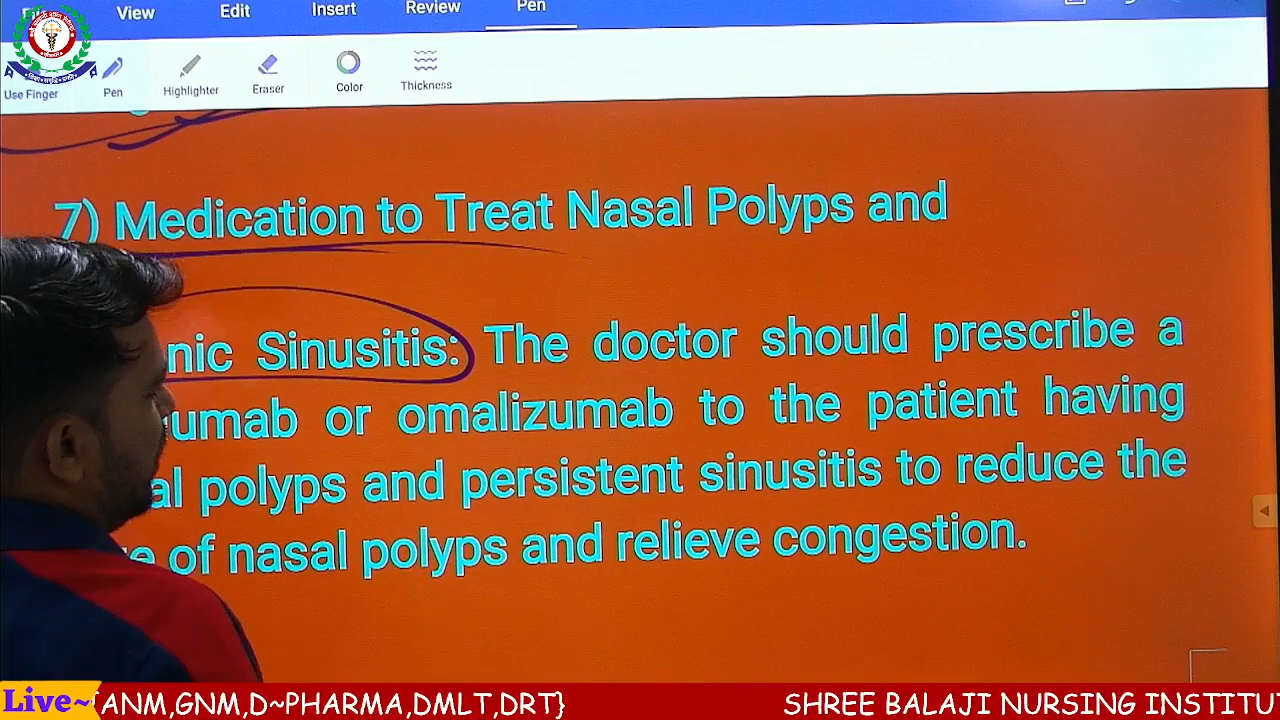 View Edit Insert Review Pen
Use Finger Pen Highlighter Eraser Color Thickness
7) Medication to Treat Nasal Polyps and
nic Sinusitis: The doctor should prescribe a
umab or omalizumab to the patient having
al polyps and persistent sinusitis to reduce the
e of nasal polyps and relieve congestion.
Live~ {ANM,GNM,D~PHARMA,DMLT,DRT} SHREE BALAJI NURSING INSTITU